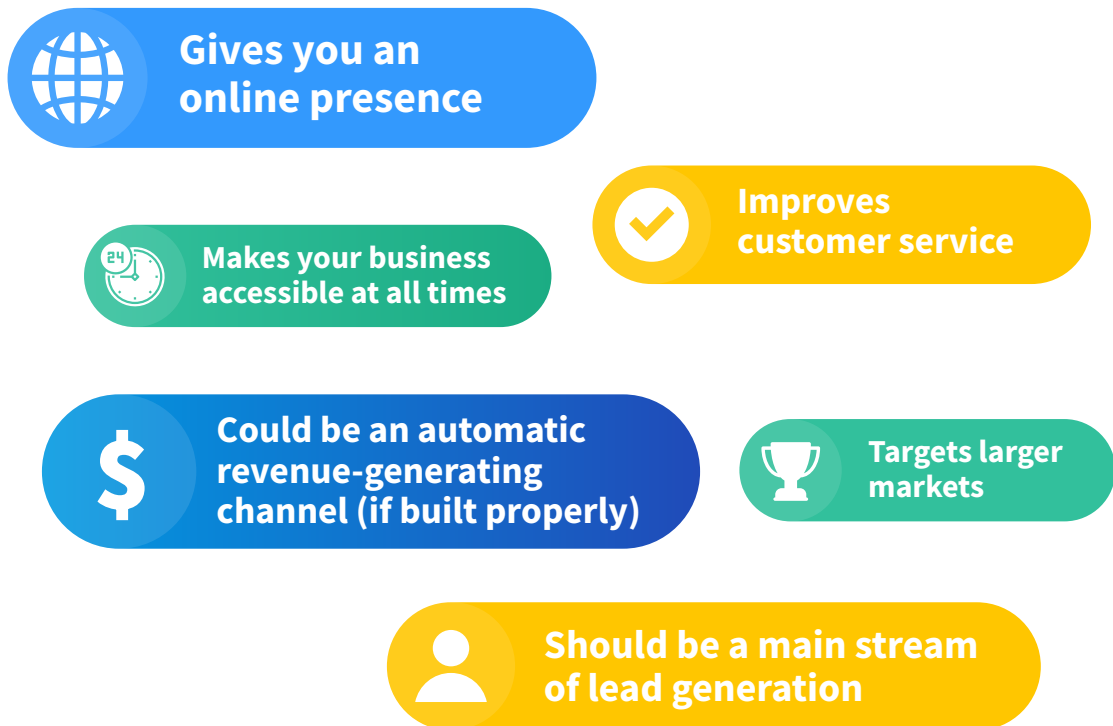 Gives you an
online presence
Improves
customer service
24
Makes your business
accessible at all times
Could be an automatic
revenue-generating
channel (if built properly)
$
Targets larger
markets
Should be a main stream
of lead generation